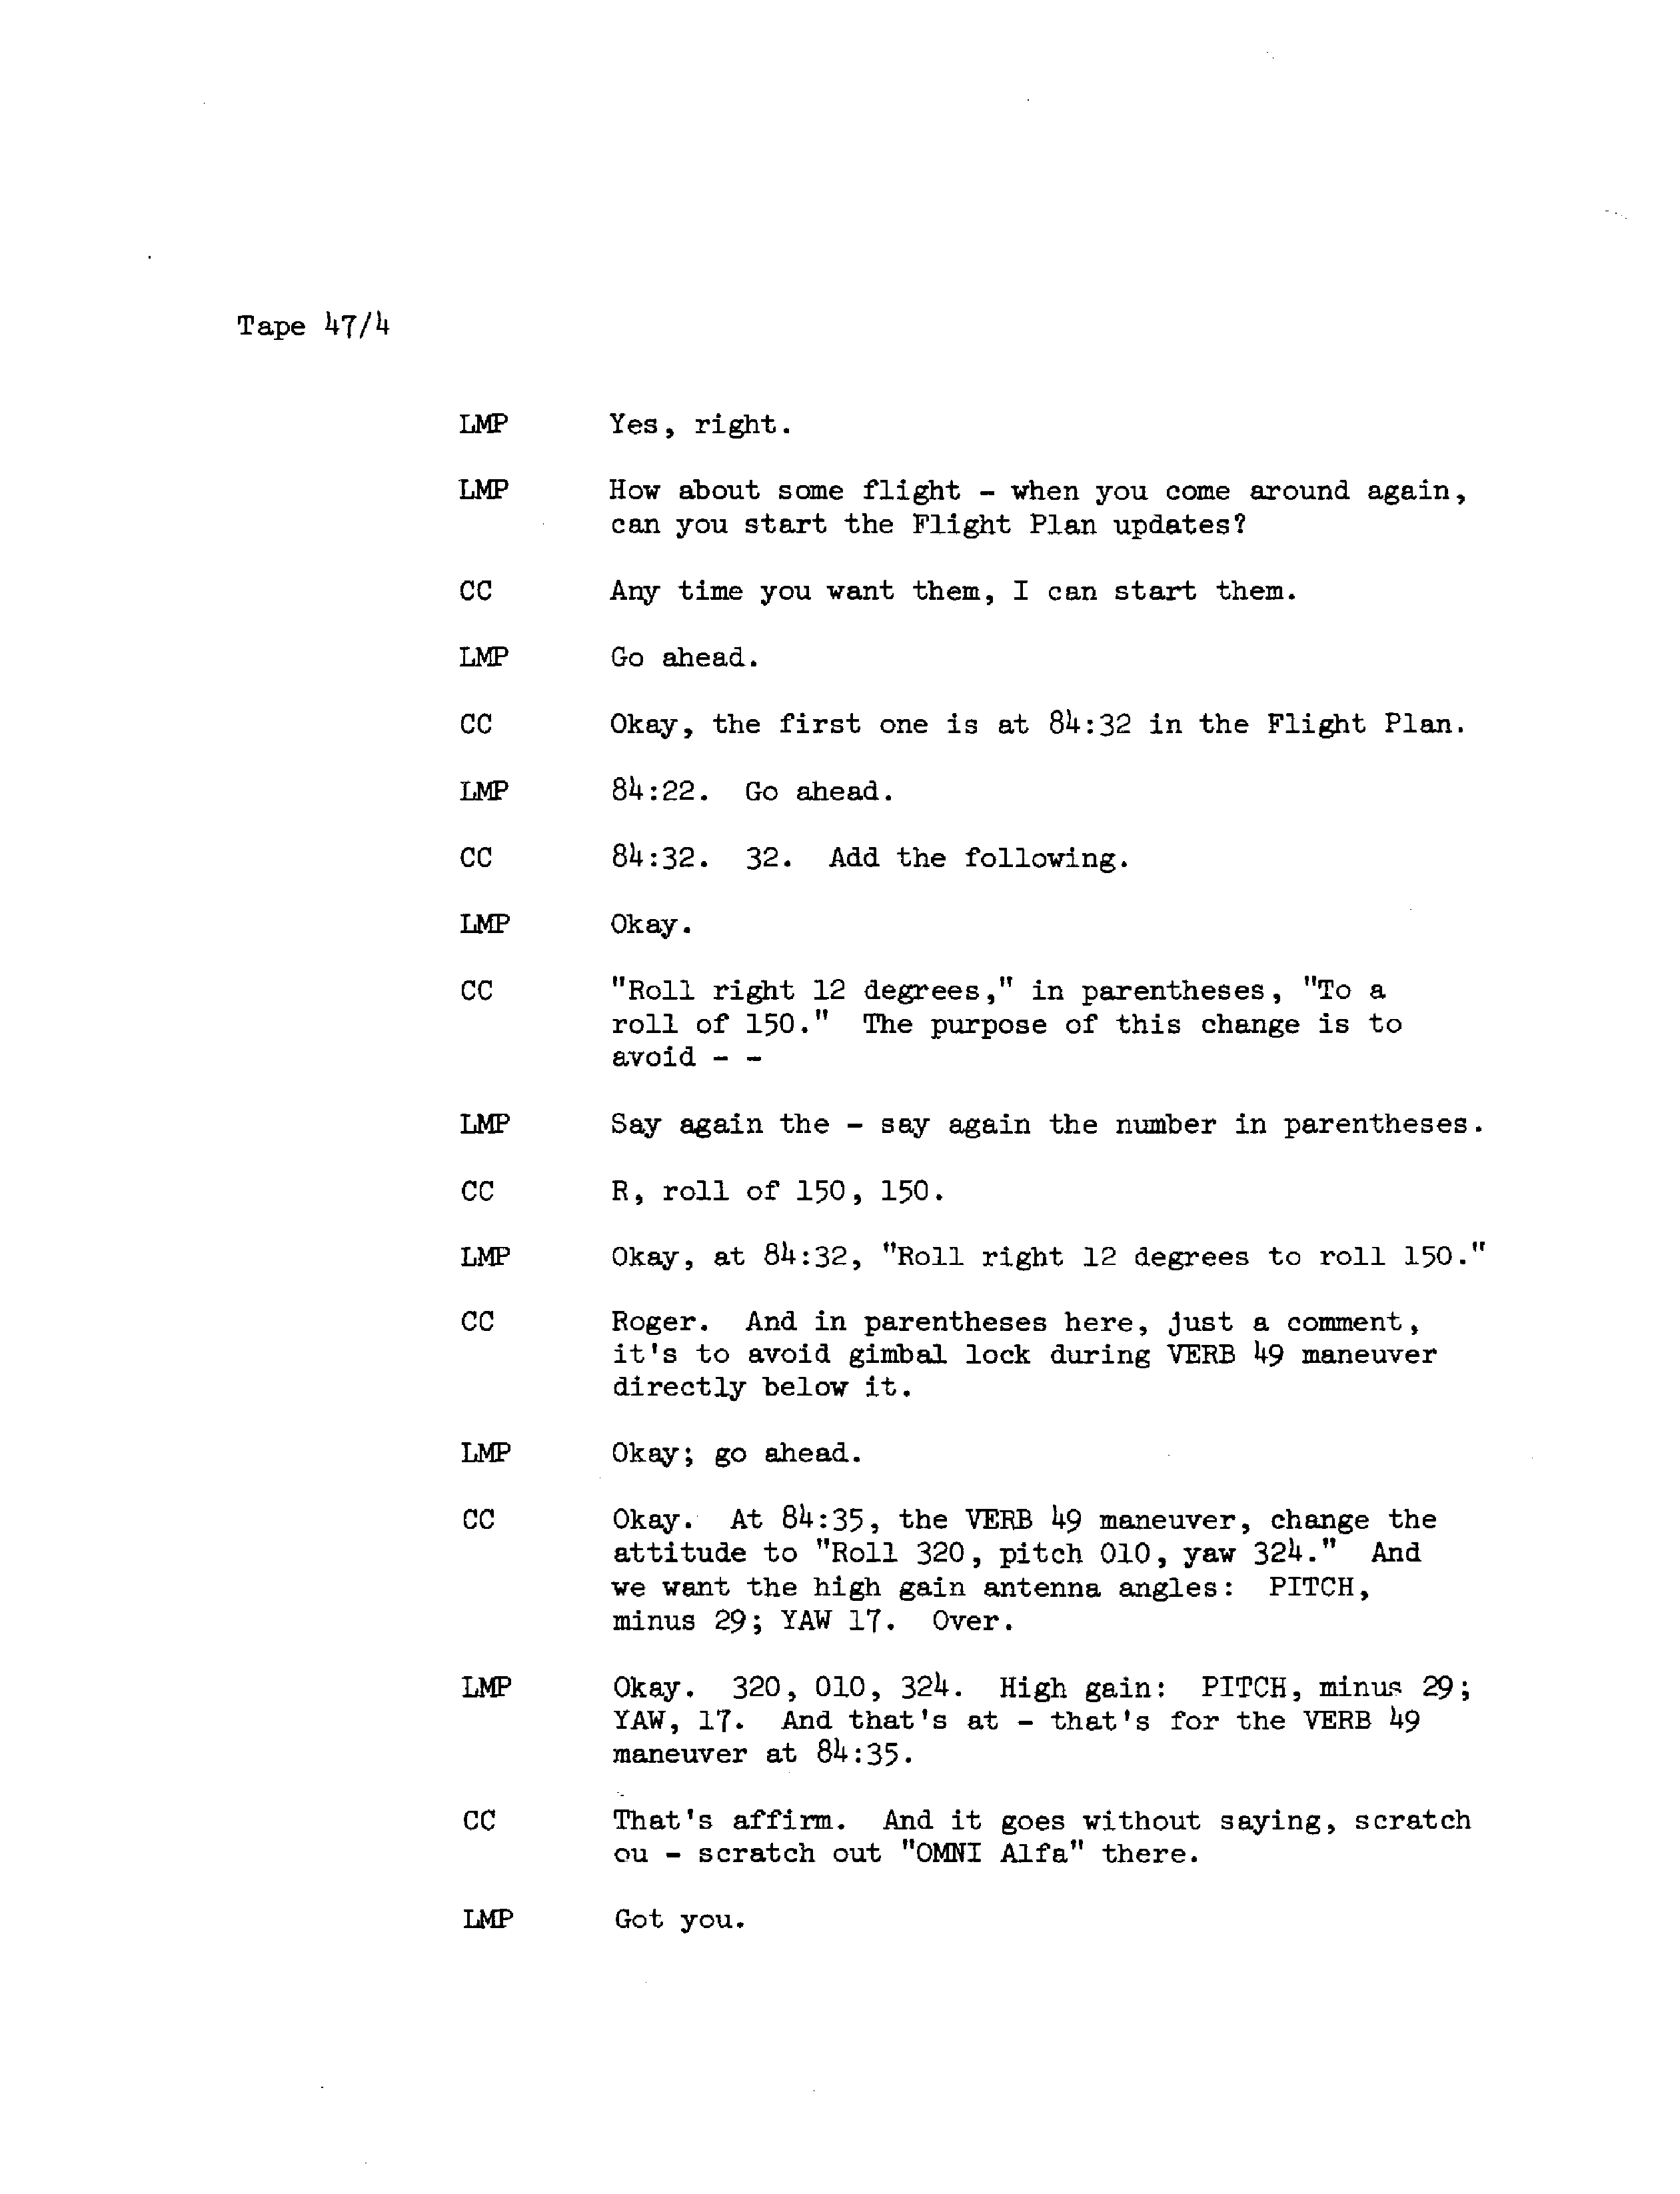 Tape 47/4
LMP Yes, right.
LMP How about some flight - when you come around again,
can you start the Flight Plan updates?
CC Any time you want them, I can start them.
LMP Go ahead.
CC Okay, the first one is at 84:32 in the Flight Plan.
LMP 84:22. Go ahead.
CC 84:32. 32. Add the following.
LMP Okay.
CC "Roll right 12 degrees," in parentheses, "To a
roll of 150." The purpose of this change is to
avoid - -
LMP Say again the - say again the number in parentheses.
CC R, roll of 150, 150.
LMP Okay, at 84:32, "Roll right 12 degrees to roll 150."
CC Roger. And in parentheses here, just a comment,
it's to avoid gimbal lock during VERB 49 maneuver
directly below it.
LMP Okay; go ahead.
CC Okay. At 84:35, the VERB 49 maneuver, change the
attitude to "Roll 320, pitch 010, yaw 324." And
we want the high gain antenna angles: PITCH,
minus 29; YAW 17. Over.
LMP Okay. 320, 010, 324. High gain: PITCH, minus 29;
YAW, 17. And that's at - that's for the VERB 49
maneuver at 84:35.
CC That's affirm. And it goes without saying, scratch
ou - scratch out "OMNI Alfa" there.
LMP Got you.